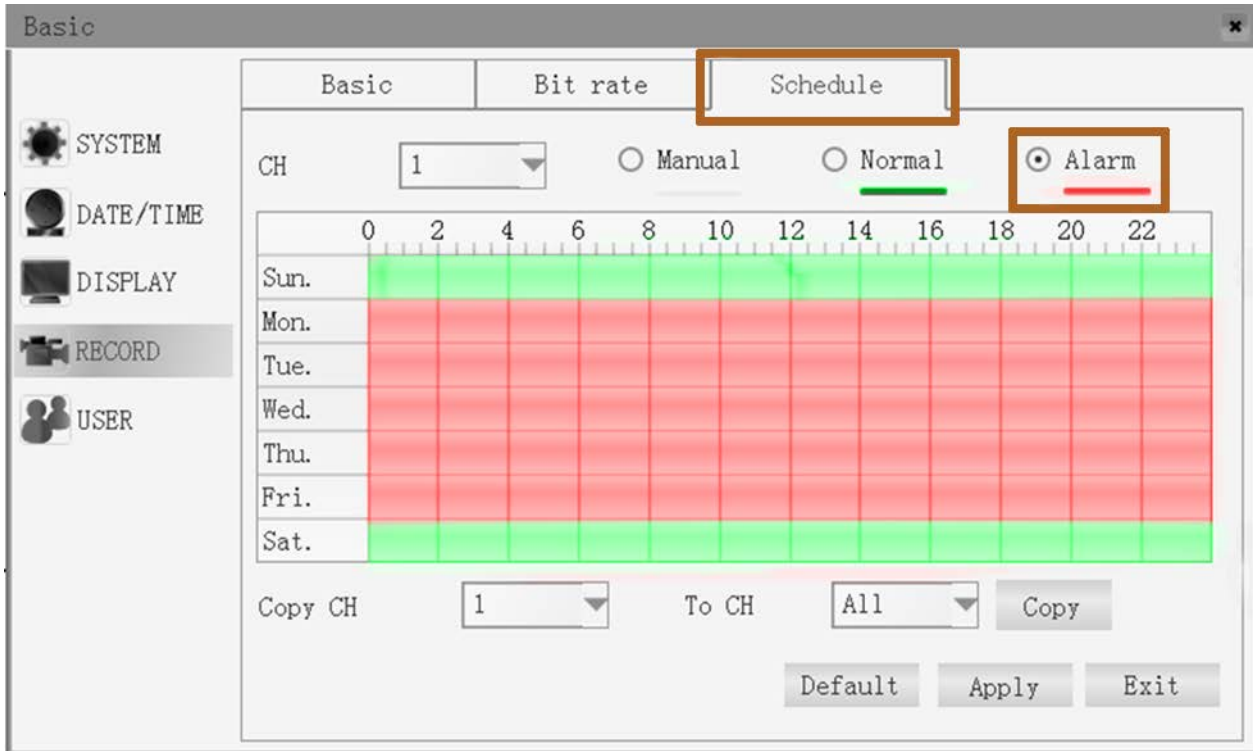 Basic
Basic Bit rate Schedule
SYSTEM
DATE/TIME
DISPLAY
RECORD
USER
CH 1 Manual Normal Alarm
0 2 4 6 8 10 12 14 16 18 20 22
Sun.
Mon.
Tue.
Wed.
Thu.
Fri.
Sat.
Copy CH 1 To CH All Copy
Default Apply Exit